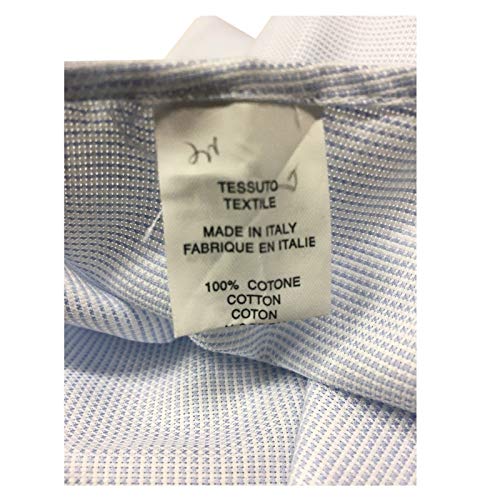 TESSUTO
TEXTILE
MADE IN ITALY
FABRIQUE EN ITALIE
100% COTONE
COTTON
COTON